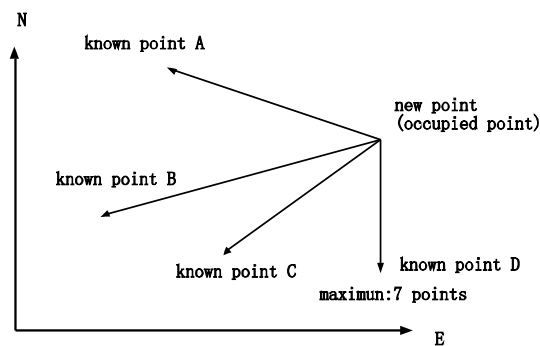 N
known point A
new point
(occupied point)
known point B
known point C
known point D
maximun:7 points
E